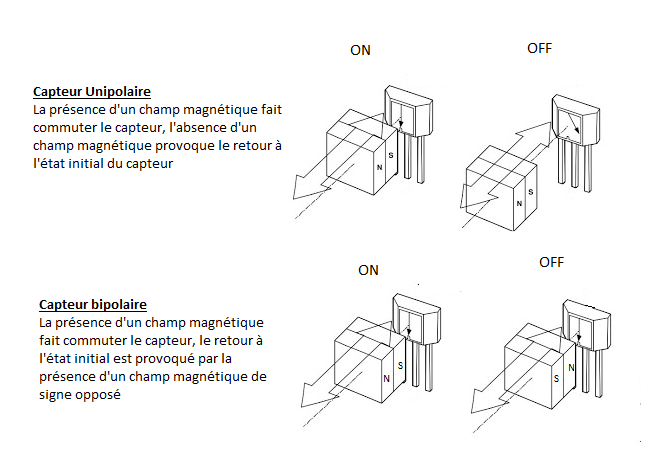 ON
OFF
Capteur Unipolaire
La présence d'un champ magnétique fait
commuter le capteur, l'absence d'un
champ magnétique provoque le retour à
l'état initial du capteur
S
N
S
N
ON
OFF
Capteur bipolaire
La présence d'un champ magnétique
fait commuter le capteur, le retour à
l'état initial est provoqué par la
présence d'un champ magnétique de
signe opposé
S
N
N
S